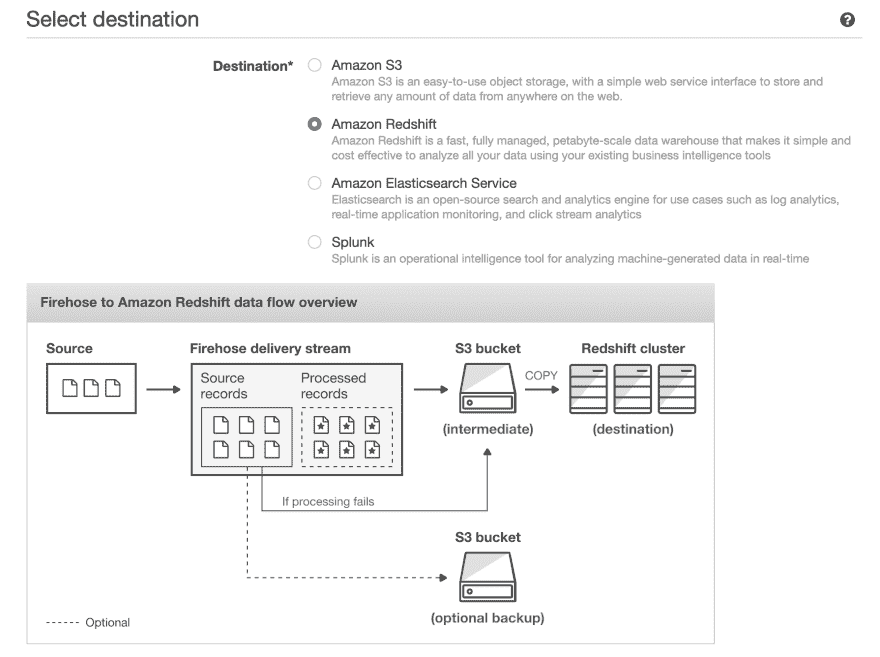 Select destination
?
Destination*
Amazon S3
Amazon S3 is an easy-to-use object storage, with a simple web service interface to store and
retrieve any amount of data from anywhere on the web.
Amazon Redshift
Amazon Redshift is a fast, fully managed, petabyte-scale data warehouse that makes it simple and
cost effective to analyze all your data using your existing business intelligence tools
Amazon Elasticsearch Service
Elasticsearch is an open-source search and analytics engine for use cases such as log analytics,
real-time application monitoring, and click stream analytics
Splunk
Splunk is an operational intelligence tool for analyzing machine-generated data in real-time
Firehose to Amazon Redshift data flow overview
Source
Firehose delivery stream
S3 bucket
Redshift cluster
Source
records
Processed
records
COPY
(intermediate)
(destination)
If processing fails
S3 bucket
(optional backup)
Optional